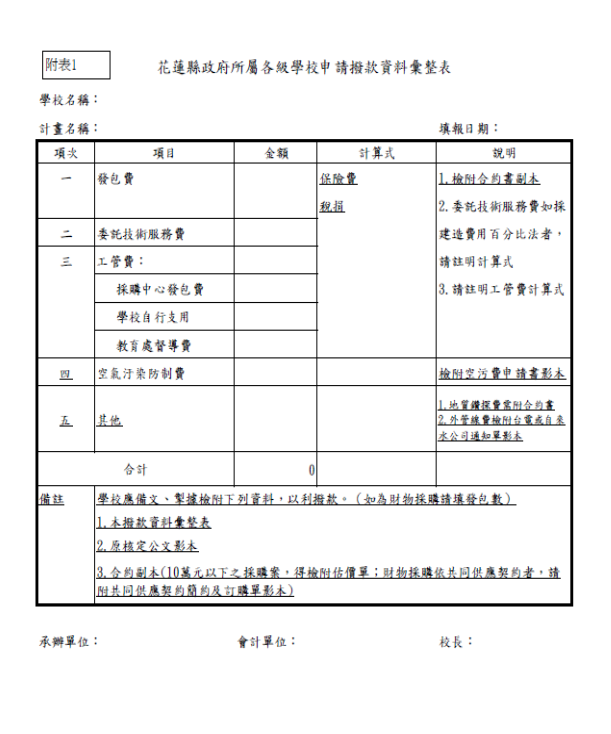 附表1
花蓮縣政府所屬各級學校申請撥款資料彙整表
學校名稱：
計畫名稱：
填報日期：
項次 項目 金額 計算式 說明
一 發包費 保險費 1.檢附合約書副本
稅捐 2.委託技術服務費如採
二 委託技術服務費 建造費用百分比法者，
三 工管費： 請註明計算式
採購中心發包費 3.請註明工管費計算式
學校自行支用
教育處督導費
四 空氣汙染防制費 檢附空污費申請書影本
五 其他 1.地質鑽探費需附合約書
2.外管線費檢附台電或自來
水公司通知單影本
合計 0
備註 學校應備文、掣據檢附下列資料，以利撥款。（如為財物採購請填發包數）
1.本撥款資料彙整表
2.原核定公文影本
3.合約副本(10萬元以下之採購案，得檢附估價單；財物採購依共同供應契約者，請
附共同供應契約簡約及訂購單影本)
承辦單位： 會計單位： 校長：